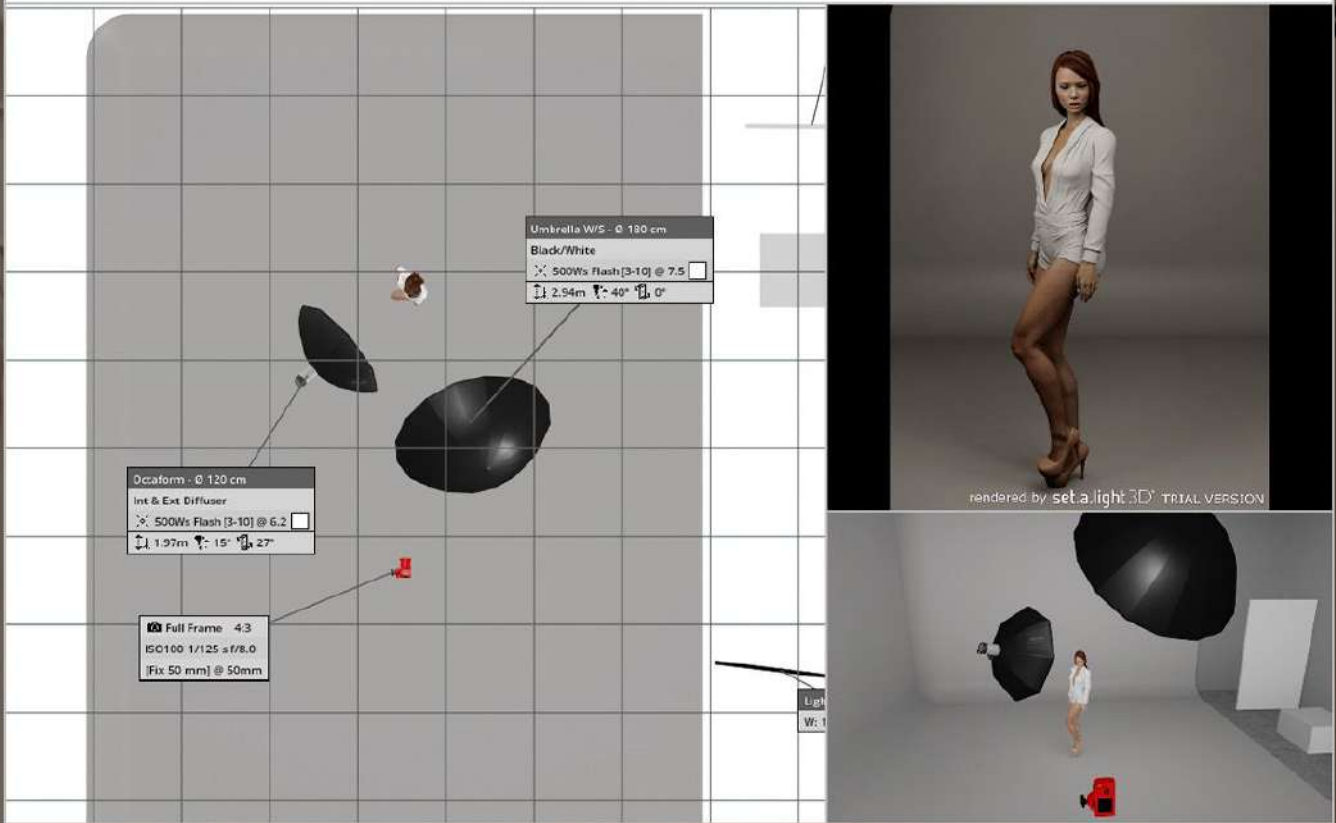 Umbrella W/S - Ø 180 cm
Black/White
500Ws Flash [3-10] @ 7.5
2.94m 40° 0°
Octaform - Ø 120 cm
Int & Ext Diffuser
500Ws Flash [3-10] @ 6.2
1.97m 15° 27°
Full Frame 4:3
ISO100 1/125 s f/8.0
[Fix 50 mm] @ 50mm
Ligh
W: 1
rendered by set.a.light 3D TRIAL VERSION